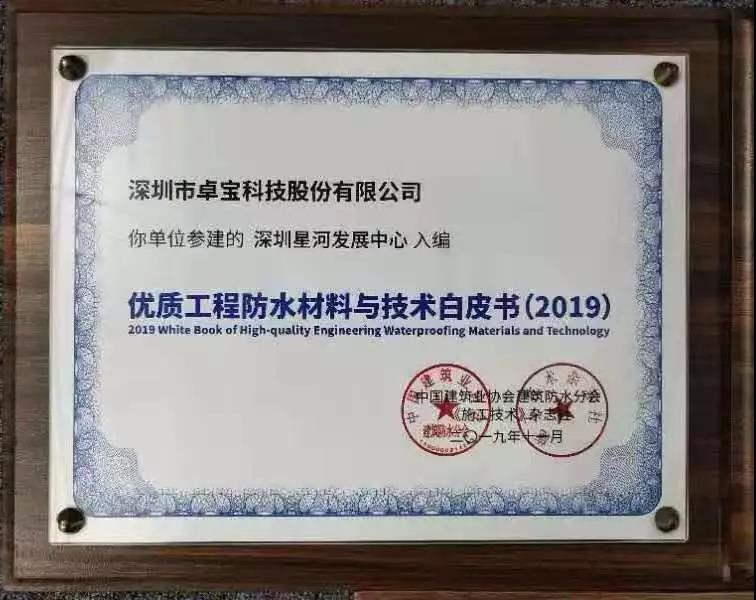 深圳市卓宝科技股份有限公司
你单位参建的 深圳星河发展中心 入编
优质工程防水材料与技术白皮书(2019)
2019 White Book of High-quality Engineering Waterproofing Materials and Technology
中国建筑业协会建筑防水分会
《施工技术》杂志社
二〇一九年十一月